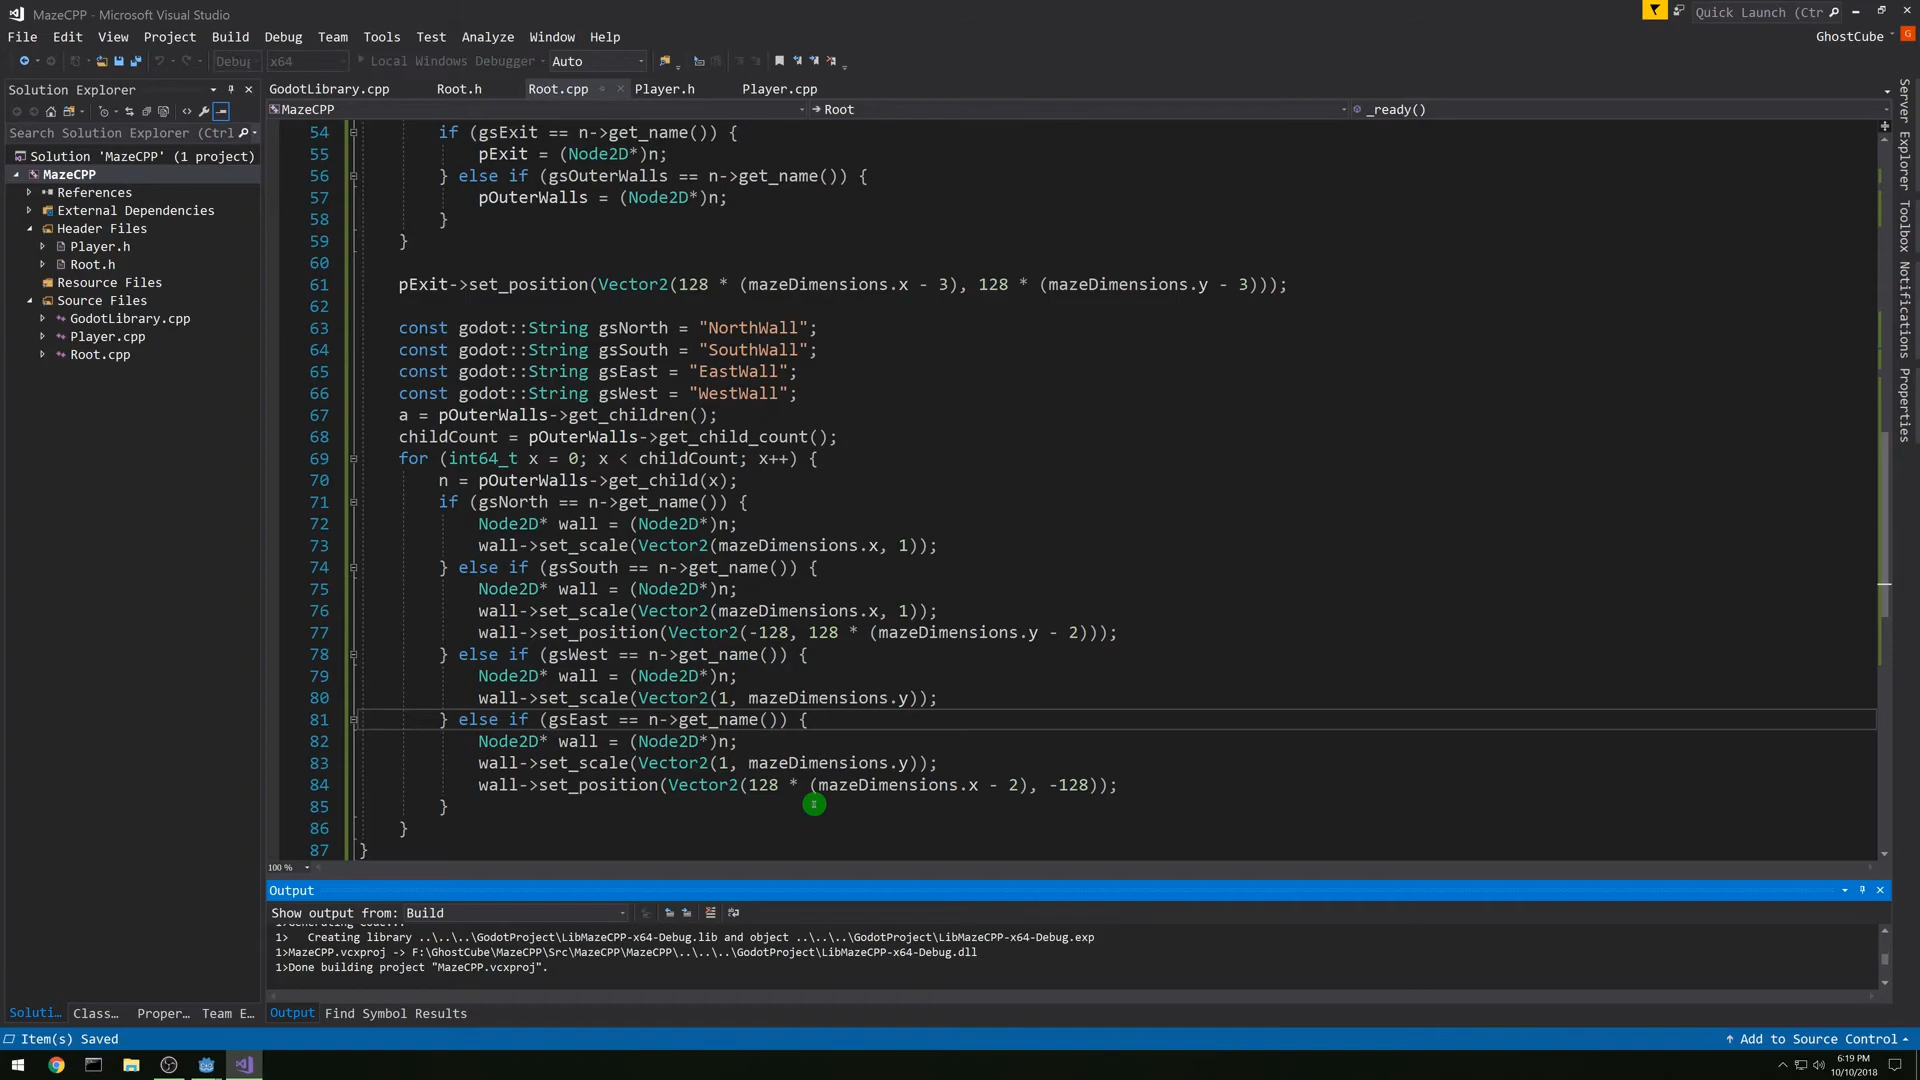 MazeCPP - Microsoft Visual Studio
Quick Launch (Ctr
File Edit View Project Build Debug Team Tools Test Analyze Window Help
GhostCube
G
Debug x64 Local Windows Debugger Auto
Solution Explorer
Search Solution Explorer (Ctrl
Solution 'MazeCPP' (1 project)
MazeCPP
References
External Dependencies
Header Files
Player.h
Root.h
Resource Files
Source Files
GodotLibrary.cpp
Player.cpp
Root.cpp
GodotLibrary.cpp Root.h Root.cpp Player.h Player.cpp
MazeCPP Root _ready()
54 if (gsExit == n->get_name()) {
55 pExit = (Node2D*)n;
56 } else if (gsOuterWalls == n->get_name()) {
57 pOuterWalls = (Node2D*)n;
58 }
59 }
60
61 pExit->set_position(Vector2(128 * (mazeDimensions.x - 3), 128 * (mazeDimensions.y - 3)));
62
63 const godot::String gsNorth = "NorthWall";
64 const godot::String gsSouth = "SouthWall";
65 const godot::String gsEast = "EastWall";
66 const godot::String gsWest = "WestWall";
67 a = pOuterWalls->get_children();
68 childCount = pOuterWalls->get_child_count();
69 for (int64_t x = 0; x < childCount; x++) {
70 n = pOuterWalls->get_child(x);
71 if (gsNorth == n->get_name()) {
72 Node2D* wall = (Node2D*)n;
73 wall->set_scale(Vector2(mazeDimensions.x, 1));
74 } else if (gsSouth == n->get_name()) {
75 Node2D* wall = (Node2D*)n;
76 wall->set_scale(Vector2(mazeDimensions.x, 1));
77 wall->set_position(Vector2(-128, 128 * (mazeDimensions.y - 2)));
78 } else if (gsWest == n->get_name()) {
79 Node2D* wall = (Node2D*)n;
80 wall->set_scale(Vector2(1, mazeDimensions.y));
81 } else if (gsEast == n->get_name()) {
82 Node2D* wall = (Node2D*)n;
83 wall->set_scale(Vector2(1, mazeDimensions.y));
84 wall->set_position(Vector2(128 * (mazeDimensions.x - 2), -128));
85 }
86 }
87 }
100 %
Server Explorer
Toolbox
Notifications
Properties
Output
Show output from: Build
1>Generating code...
1> Creating library ..\..\..\GodotProject\LibMazeCPP-x64-Debug.lib and object ..\..\..\GodotProject\LibMazeCPP-x64-Debug.exp
1>MazeCPP.vcxproj -> F:\GhostCube\MazeCPP\Src\MazeCPP\MazeCPP\..\..\..\GodotProject\LibMazeCPP-x64-Debug.dll
1>Done building project "MazeCPP.vcxproj".
Soluti... Class... Proper... Team E... Output Find Symbol Results
Item(s) Saved
Add to Source Control
6:19 PM
10/10/2018